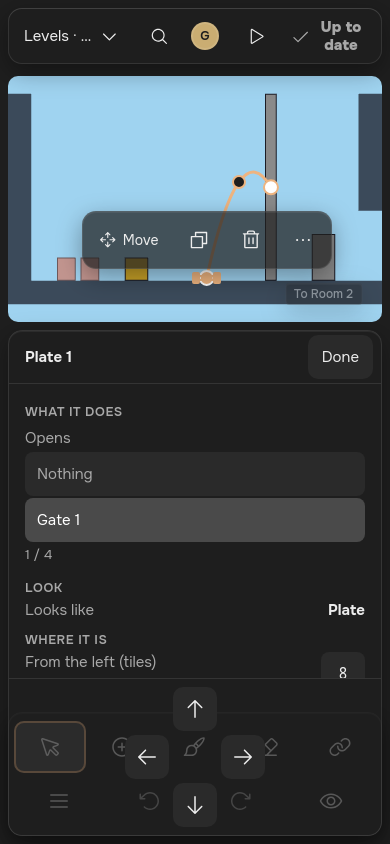 Levels · ...
G
Up to
date
Move
To Room 2
Plate 1
Done
WHAT IT DOES
Opens
Nothing
Gate 1
1 / 4
LOOK
Looks like
Plate
WHERE IT IS
From the left (tiles)
8